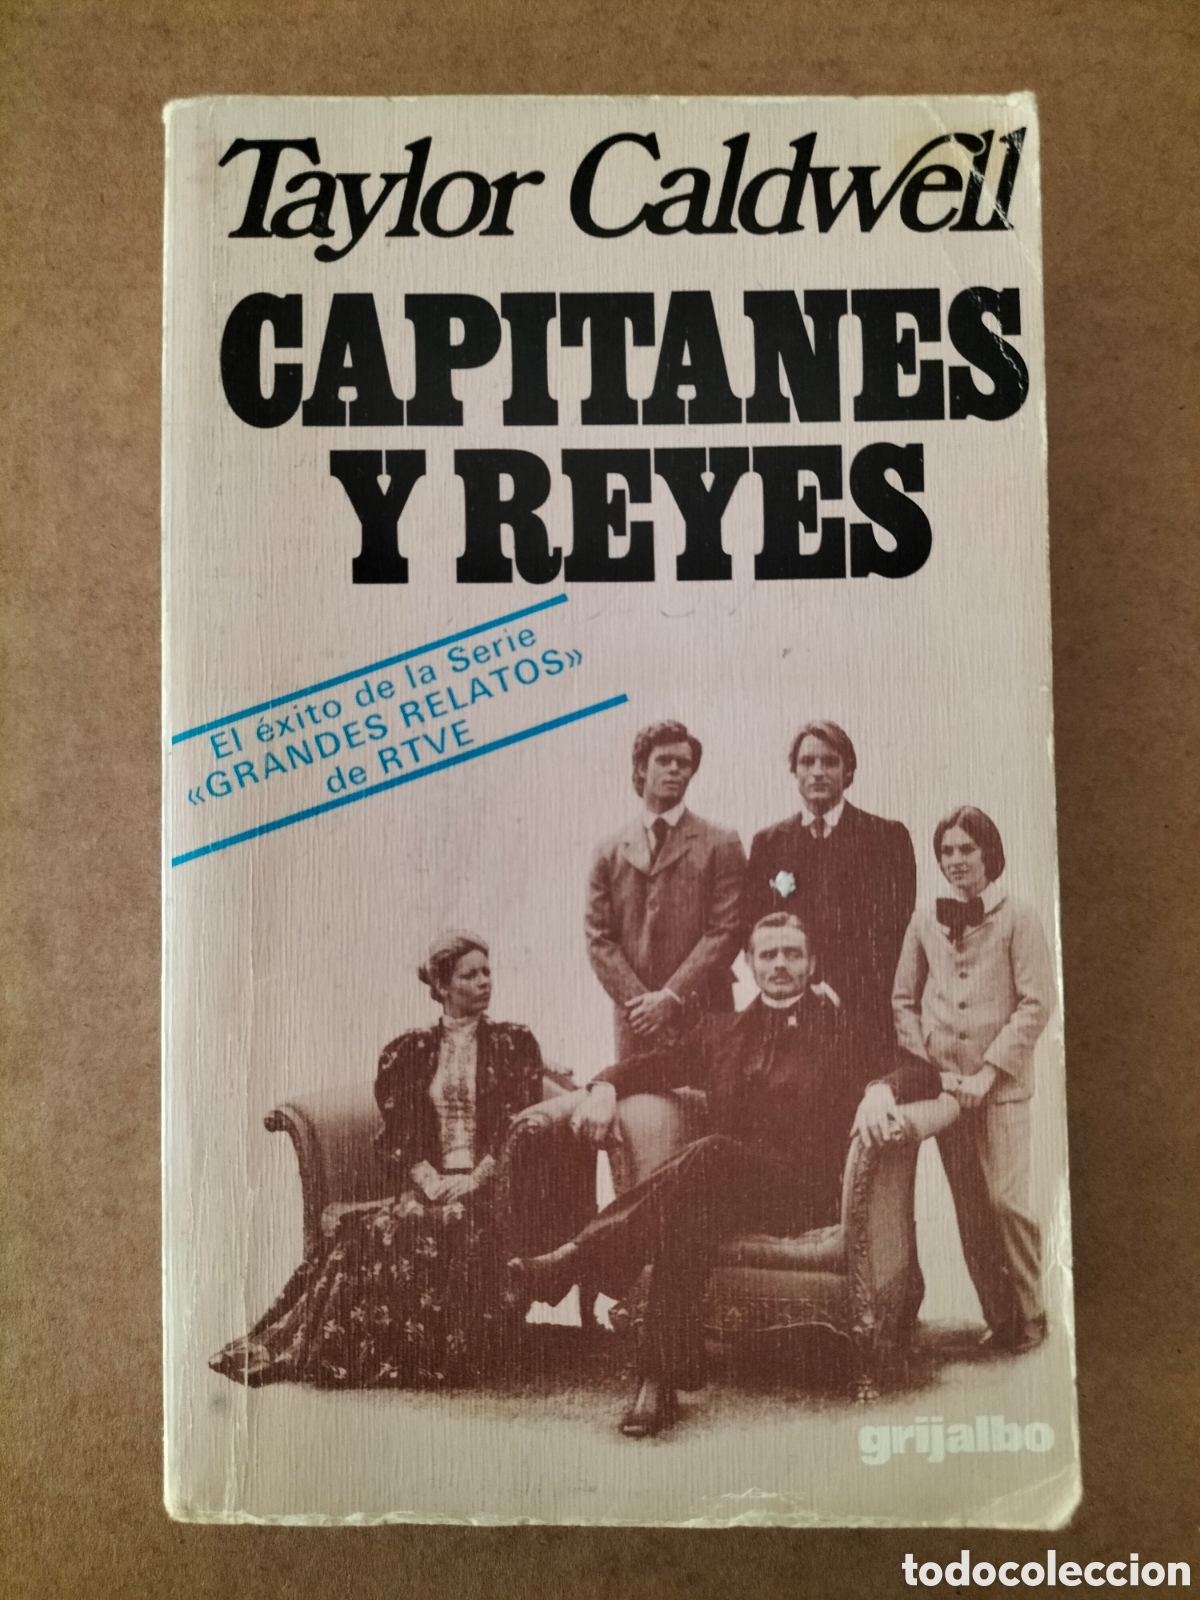 Taylor Caldwell
CAPITANES
Y REYES
El éxito de la Serie
«GRANDES RELATOS»
de RTVE
grijalbo
todocoleccion